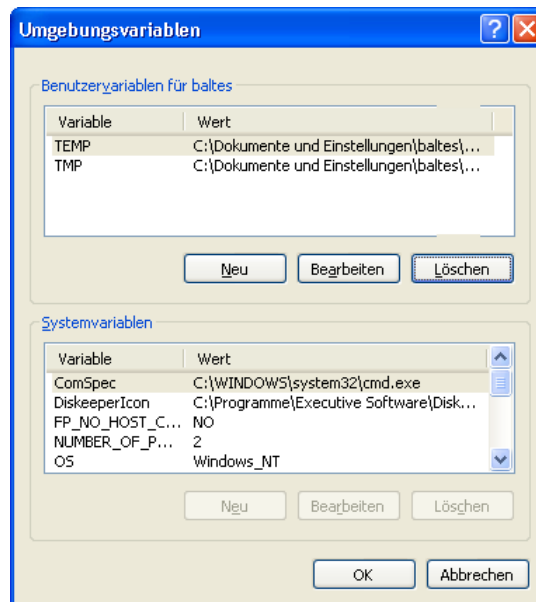 Umgebungsvariablen
Benutzervariablen für baltes
Variable Wert
TEMP C:\Dokumente und Einstellungen\baltes\...
TMP C:\Dokumente und Einstellungen\baltes\...
Neu Bearbeiten Löschen
Systemvariablen
Variable Wert
ComSpec C:\WINDOWS\system32\cmd.exe
DiskeeperIcon C:\Programme\Executive Software\Disk...
FP_NO_HOST_C... NO
NUMBER_OF_P... 2
OS Windows_NT
Neu Bearbeiten Löschen
OK Abbrechen